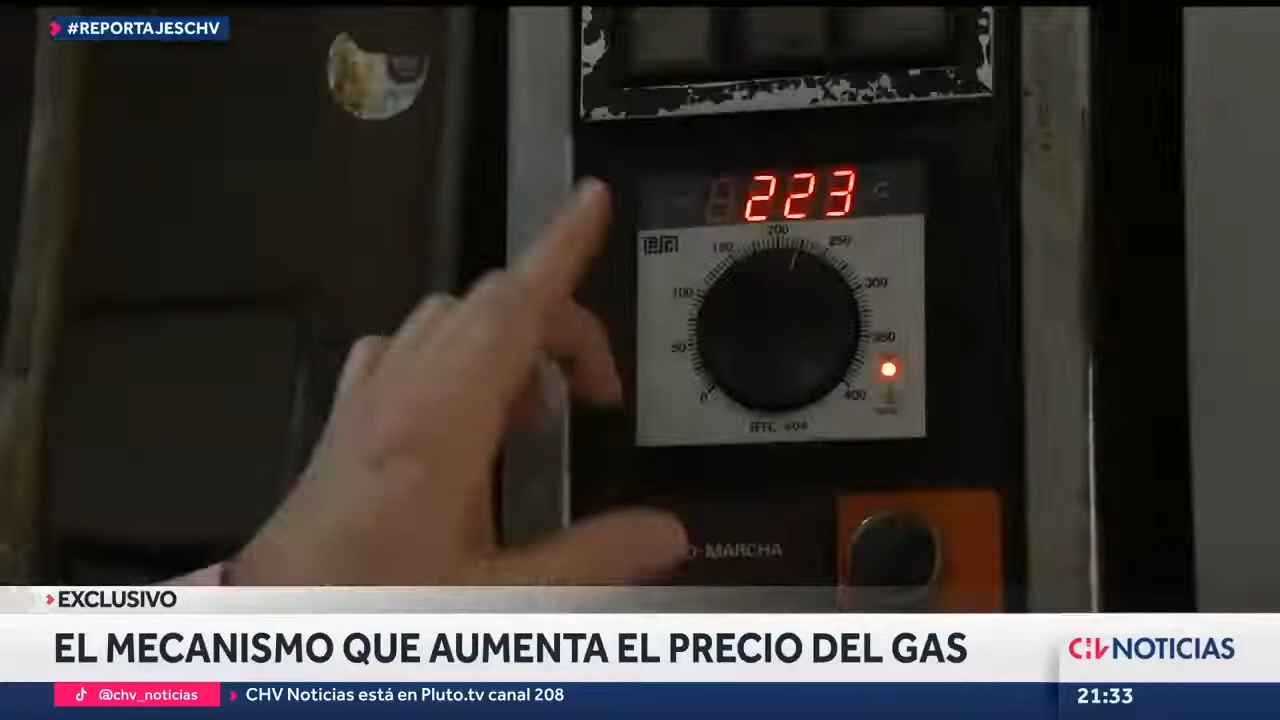 #REPORTAJESCHV
223
C
200
150
250
100
300
50
350
0
400
O-MARCHA
EXCLUSIVO
EL MECANISMO QUE AUMENTA EL PRECIO DEL GAS
CHV NOTICIAS
@chv_noticias
CHV Noticias está en Pluto.tv canal 208
21:33